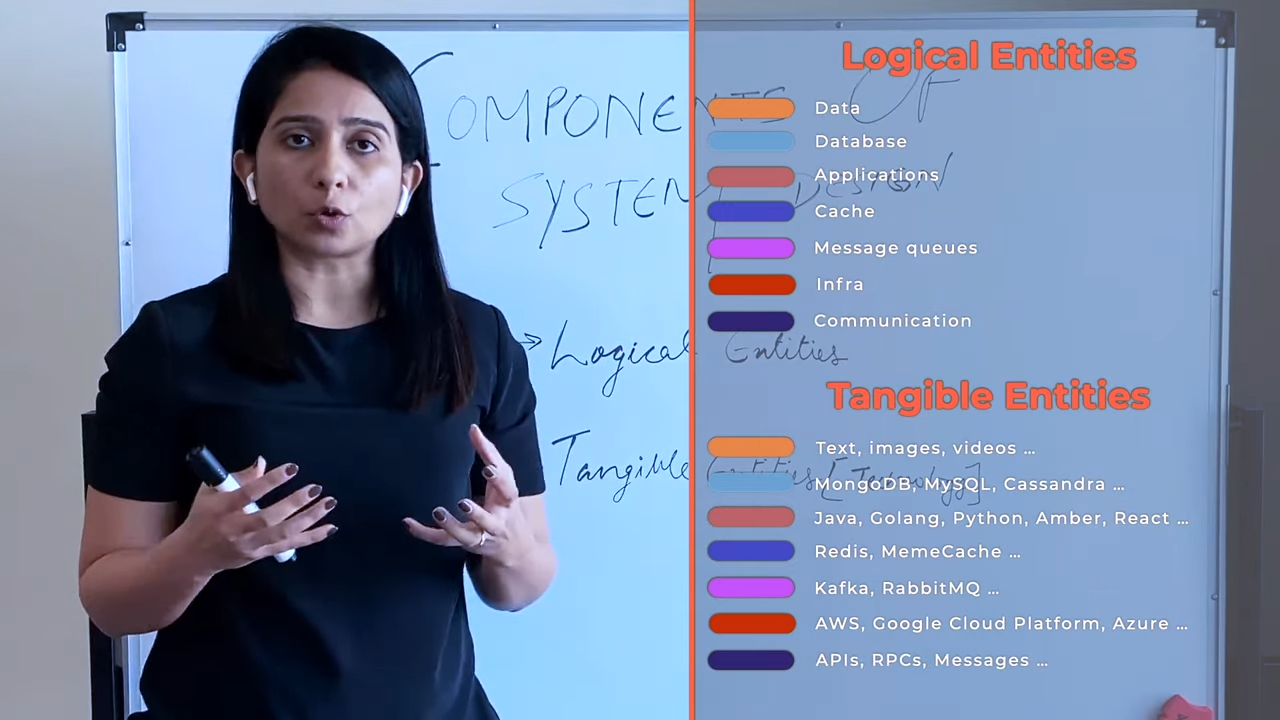 COMPONENTS OF
SYSTEM DESIGN
→ Logical Entities
Tangible Entities [Technology]
Logical Entities
Data
Database
Applications
Cache
Message queues
Infra
Communication
Tangible Entities
Text, images, videos ...
MongoDB, MySQL, Cassandra ...
Java, Golang, Python, Amber, React ...
Redis, MemeCache ...
Kafka, RabbitMQ ...
AWS, Google Cloud Platform, Azure ...
APIs, RPCs, Messages ...